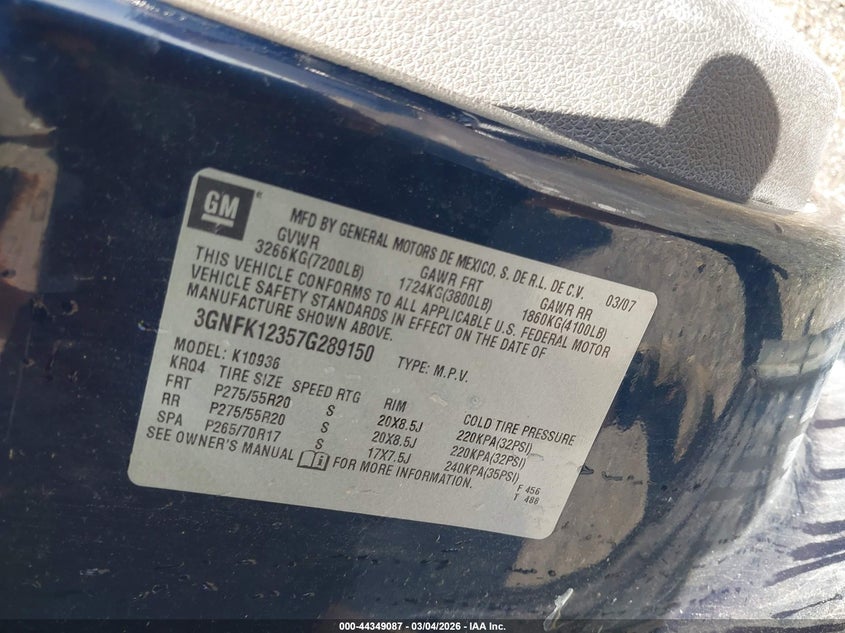 GM®
MFD BY GENERAL MOTORS DE MEXICO, S. DE R.L. DE C.V. 03/07
GVWR GAWR FRT GAWR RR
3266KG(7200LB) 1724KG(3800LB) 1860KG(4100LB)
THIS VEHICLE CONFORMS TO ALL APPLICABLE U.S. FEDERAL MOTOR
VEHICLE SAFETY STANDARDS IN EFFECT ON THE DATE OF
MANUFACTURE SHOWN ABOVE.
3GNFK12357G289150 TYPE: M.P.V.
MODEL: K10936
KRQ4 TIRE SIZE SPEED RTG RIM COLD TIRE PRESSURE
FRT P275/55R20 S 20X8.5J 220KPA(32PSI)
RR P275/55R20 S 20X8.5J 220KPA(32PSI)
SPA P265/70R17 S 17X7.5J 240KPA(35PSI)
SEE OWNER'S MANUAL FOR MORE INFORMATION.
F 456
T 488
000-44349087 - 03/04/2026 - IAA Inc.